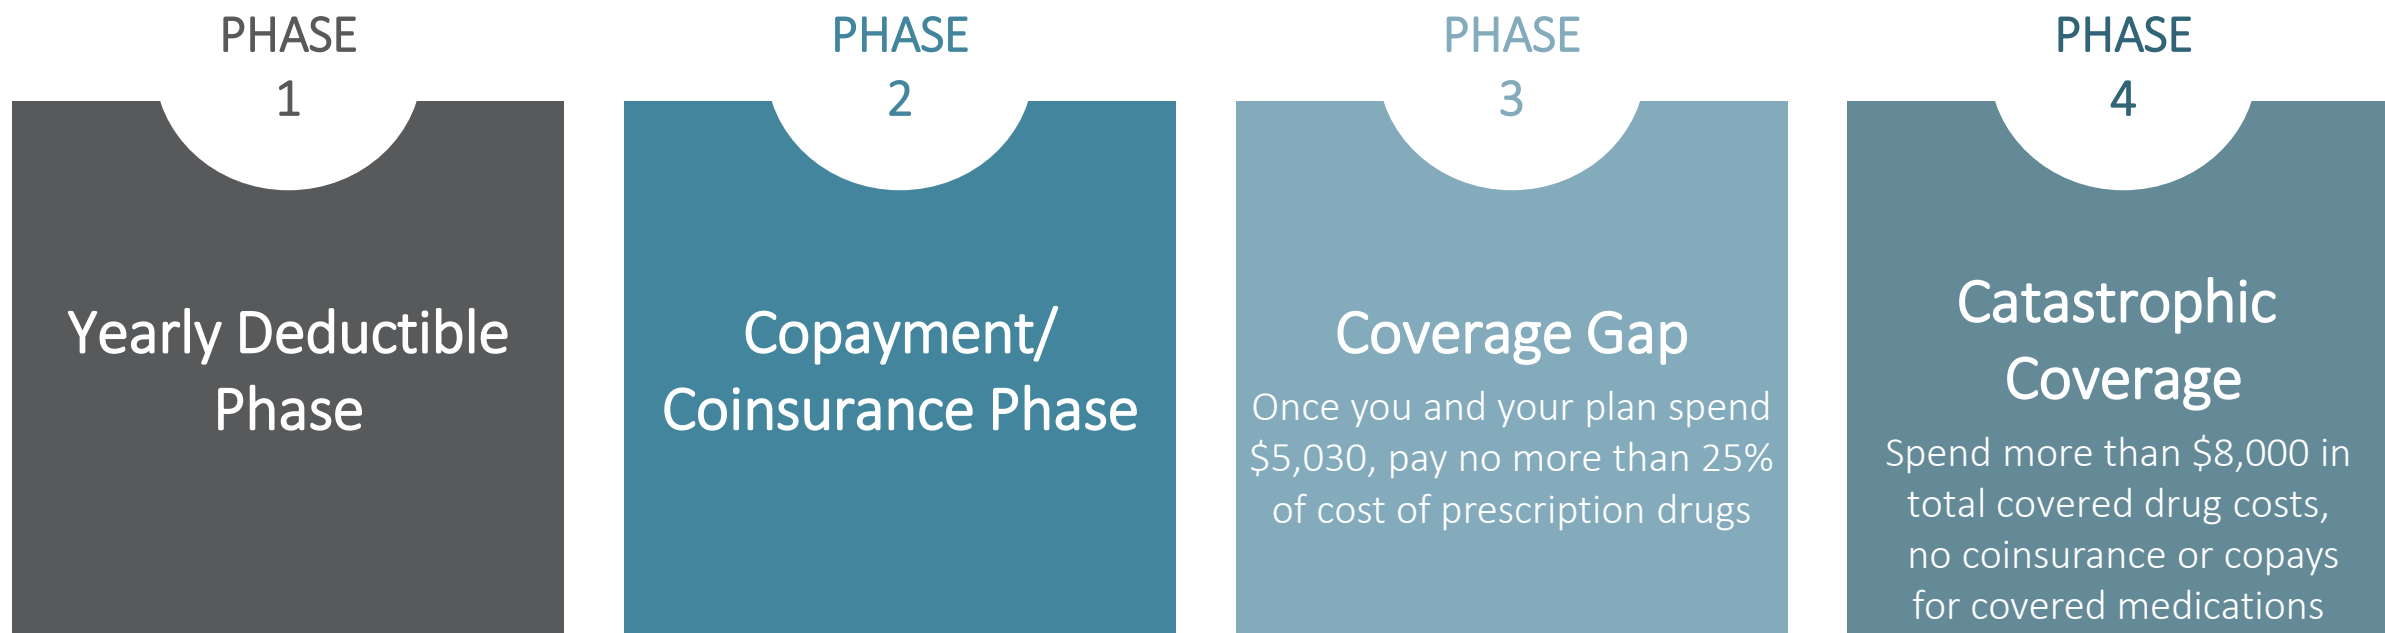 PHASE
1
Yearly Deductible
Phase
PHASE
2
Copayment/
Coinsurance Phase
PHASE
3
Coverage Gap
Once you and your plan spend
$5,030, pay no more than 25%
of cost of prescription drugs
PHASE
4
Catastrophic
Coverage
Spend more than $8,000 in
total covered drug costs,
no coinsurance or copays
for covered medications